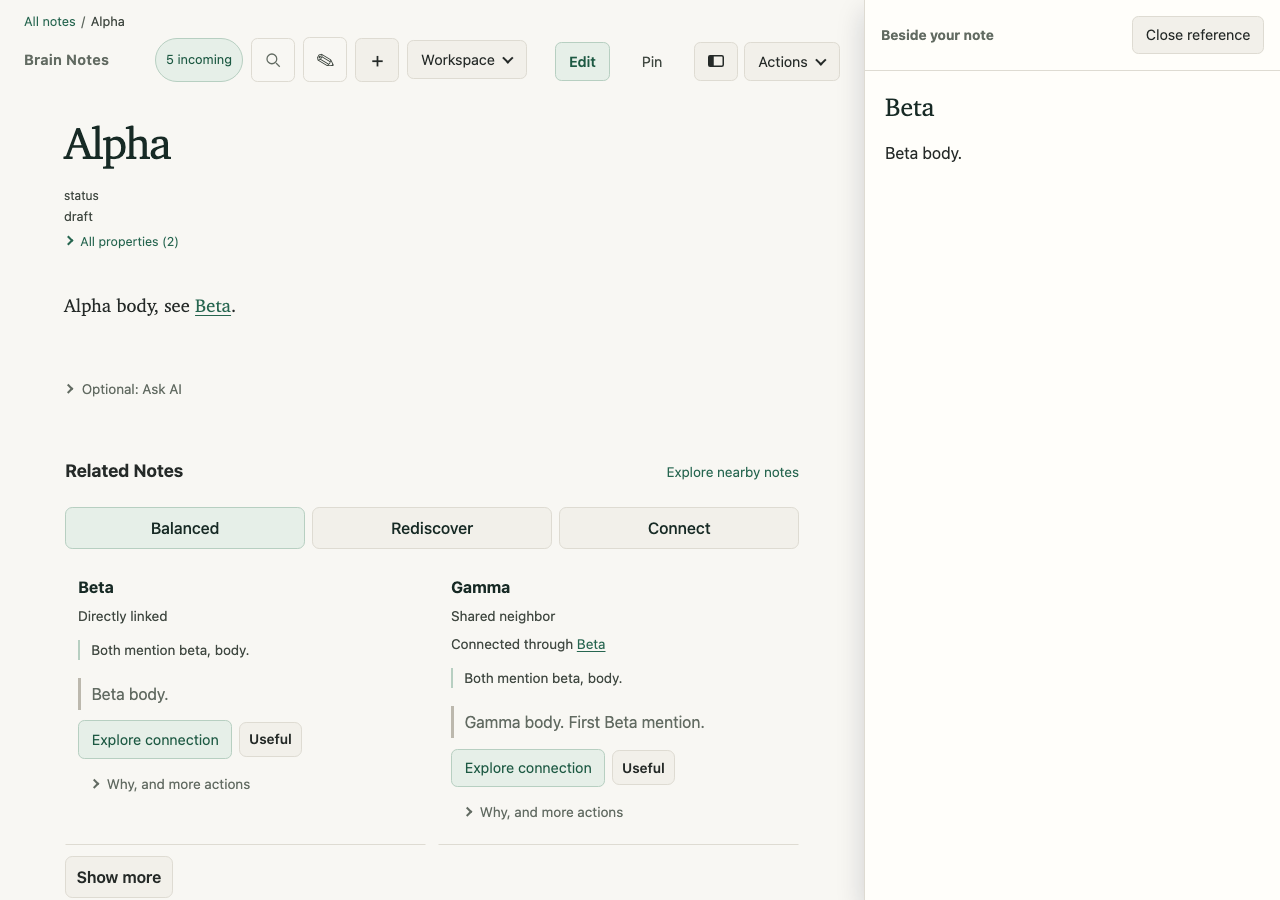 All notes / Alpha
Brain Notes
5 incoming
Workspace
Edit
Pin
Actions
Alpha
status
draft
All properties (2)
Alpha body, see Beta.
Optional: Ask AI
Related Notes
Explore nearby notes
Balanced
Rediscover
Connect
Beta
Directly linked
Both mention beta, body.
Beta body.
Explore connection
Useful
Why, and more actions
Gamma
Shared neighbor
Connected through Beta
Both mention beta, body.
Gamma body. First Beta mention.
Explore connection
Useful
Why, and more actions
Show more
Beside your note
Close reference
Beta
Beta body.